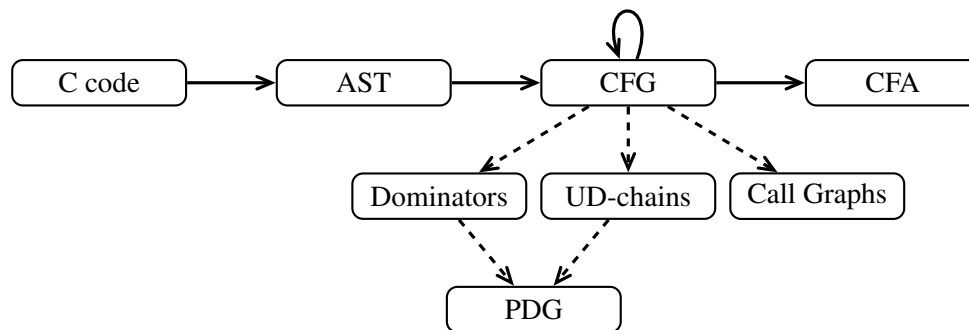 C code
AST
CFG
CFA
Dominators
UD-chains
Call Graphs
PDG